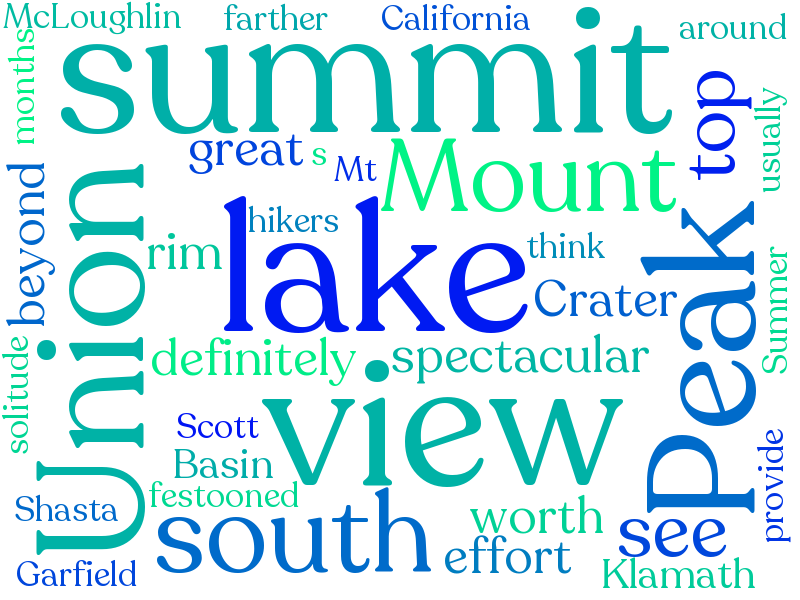 McLoughlin
farther
California
around
months
summit
top
usually
great
s
Mt
Mount
beyond
Union
hikers
rim
lake
think
Crater
Peak
Summer
solitude
definitely
spectacular
Scott
view
Basin
festooned
Shasta
south
worth
see
provide
effort
Garfield
Klamath